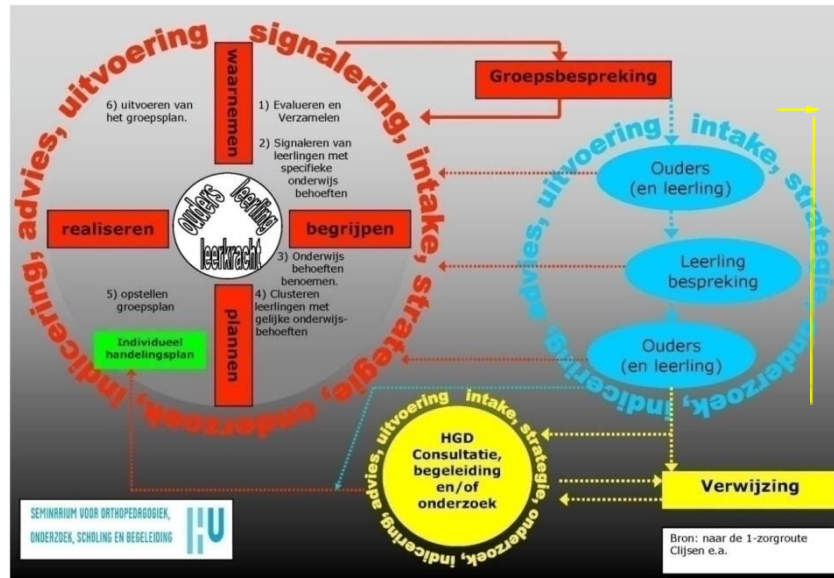 signalering, intake, strategie, onderzoek, indicering, advies, uitvoering
waarnemen
6) uitvoeren van
het groepsplan.
1) Evalueren en
Verzamelen
2) Signaleren van
leerlingen met
specifieke
onderwijs
behoeften
ouders
leerling
leerkracht
realiseren
begrijpen
3) Onderwijs
behoeften
benoemen.
5) opstellen
groepsplan
4) Clusteren
leerlingen met
gelijke onderwijs-
behoeften
plannen
Individueel
handelingsplan
Groepsbespreking
intake, strategie, onderzoek, indicering, advies, uitvoering
Ouders
(en leerling)
Leerling
bespreking
Ouders
(en leerling)
intake, strategie, onderzoek, indicering, advies, uitvoering
HGD
Consultatie,
begeleiding
en/of
onderzoek
Verwijzing
SEMINARIUM VOOR ORTHOPEDAGOGIEK,
ONDERZOEK, SCHOLING EN BEGELEIDING
HU
Bron: naar de 1-zorgroute
Clijsen e.a.